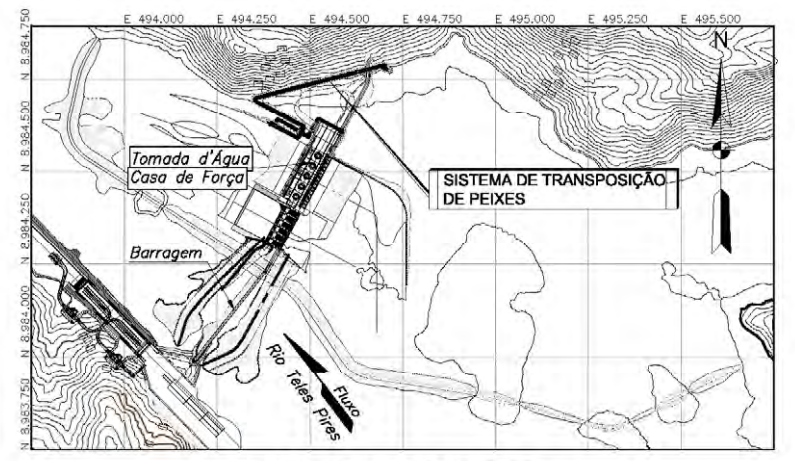 E 494.000
E 494.250
E 494.500
E 494.750
E 495.000
E 495.250
E 495.500
N 8.984.750
N 8.984.500
N 8.984.250
N 8.984.000
N 8.983.750
N
Tomada d'Água
Casa de Força
SISTEMA DE TRANSPOSIÇÃO
DE PEIXES
Barragem
Fluxo
Rio Teles Pires